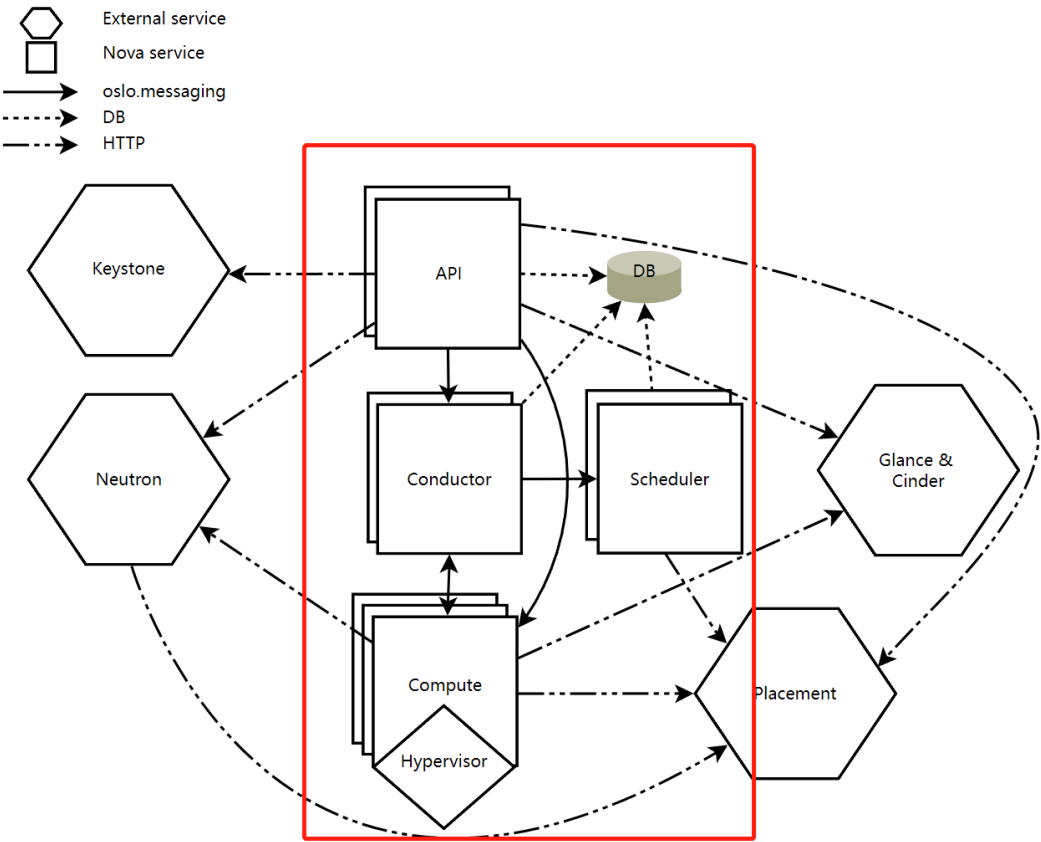 External service
Nova service
oslo.messaging
DB
HTTP
Keystone
API
DB
Neutron
Conductor
Scheduler
Glance &
Cinder
Compute
Placement
Hypervisor